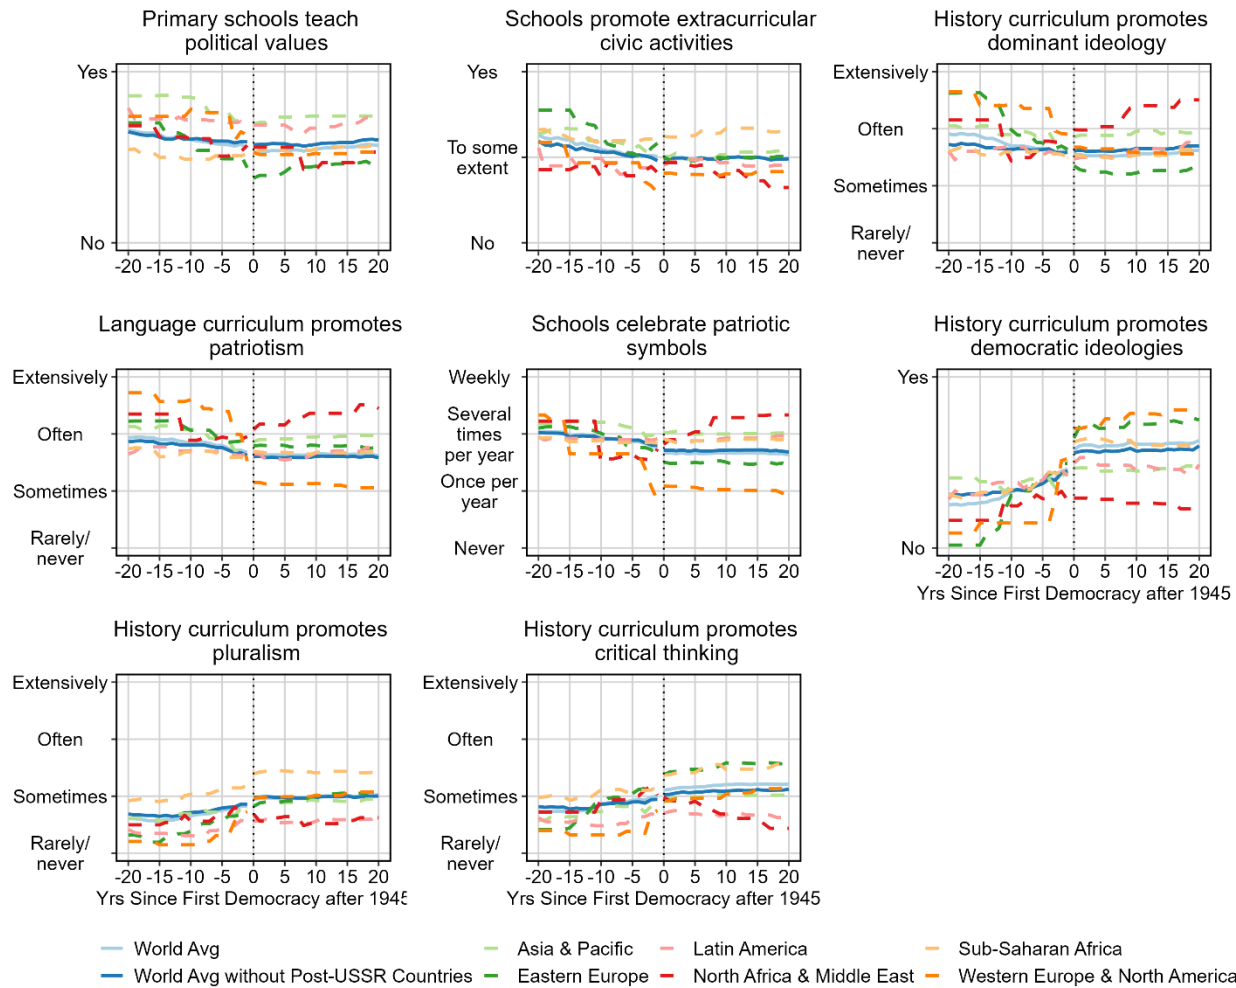 Primary schools teach
political values
Yes
No
-20 -15 -10 -5 0 5 10 15 20
Schools promote extracurricular
civic activities
Yes
To some
extent
No
-20 -15 -10 -5 0 5 10 15 20
History curriculum promotes
dominant ideology
Extensively
Often
Sometimes
Rarely/
never
-20 -15 -10 -5 0 5 10 15 20
Language curriculum promotes
patriotism
Extensively
Often
Sometimes
Rarely/
never
-20 -15 -10 -5 0 5 10 15 20
Schools celebrate patriotic
symbols
Weekly
Several
times
per year
Once per
year
Never
-20 -15 -10 -5 0 5 10 15 20
History curriculum promotes
democratic ideologies
Yes
No
-20 -15 -10 -5 0 5 10 15 20
Yrs Since First Democracy after 1945
History curriculum promotes
pluralism
Extensively
Often
Sometimes
Rarely/
never
-20 -15 -10 -5 0 5 10 15 20
Yrs Since First Democracy after 1945
History curriculum promotes
critical thinking
Extensively
Often
Sometimes
Rarely/
never
-20 -15 -10 -5 0 5 10 15 20
Yrs Since First Democracy after 1945
World Avg
World Avg without Post-USSR Countries
Asia & Pacific
Eastern Europe
Latin America
North Africa & Middle East
Sub-Saharan Africa
Western Europe & North America